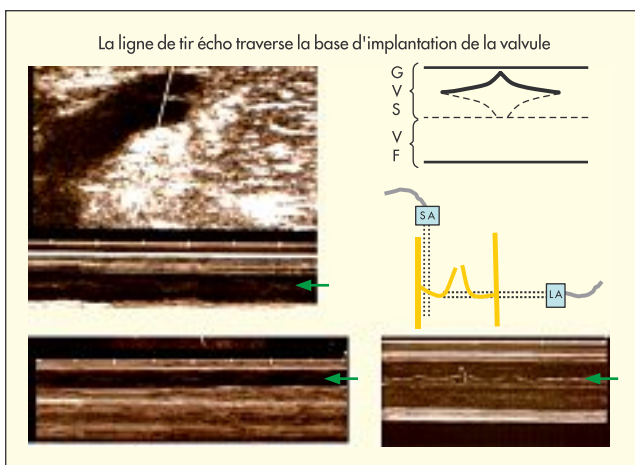 La ligne de tir écho traverse la base d'implantation de la valvule
G
V
S
V
F
SA
LA